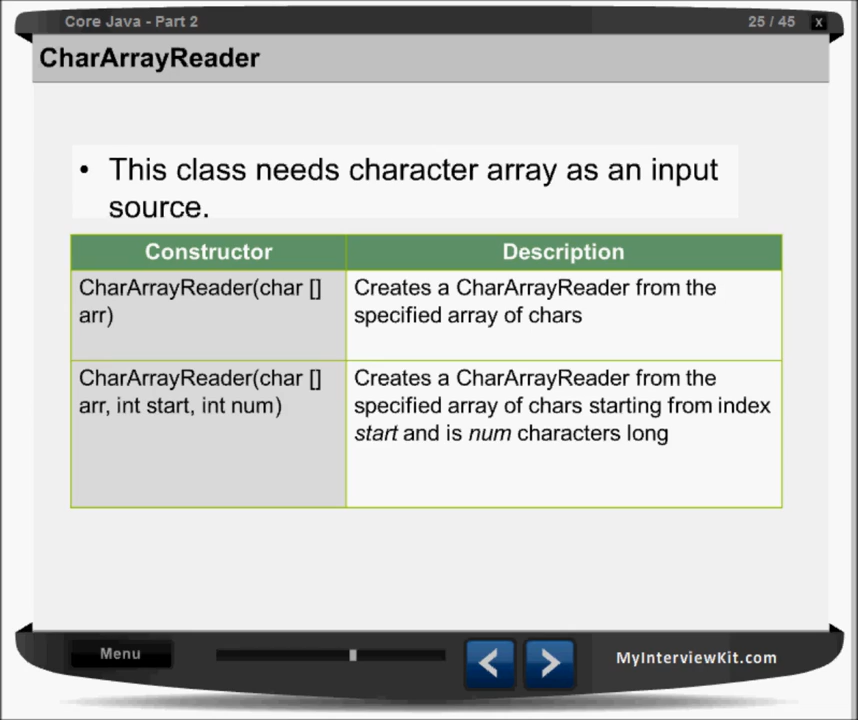 Core Java - Part 2
25 / 45
X
CharArrayReader
• This class needs character array as an input
source.
Constructor
Description
CharArrayReader(char []
arr)
Creates a CharArrayReader from the
specified array of chars
CharArrayReader(char []
arr, int start, int num)
Creates a CharArrayReader from the
specified array of chars starting from index
start and is num characters long
Menu
<
>
MyInterviewKit.com